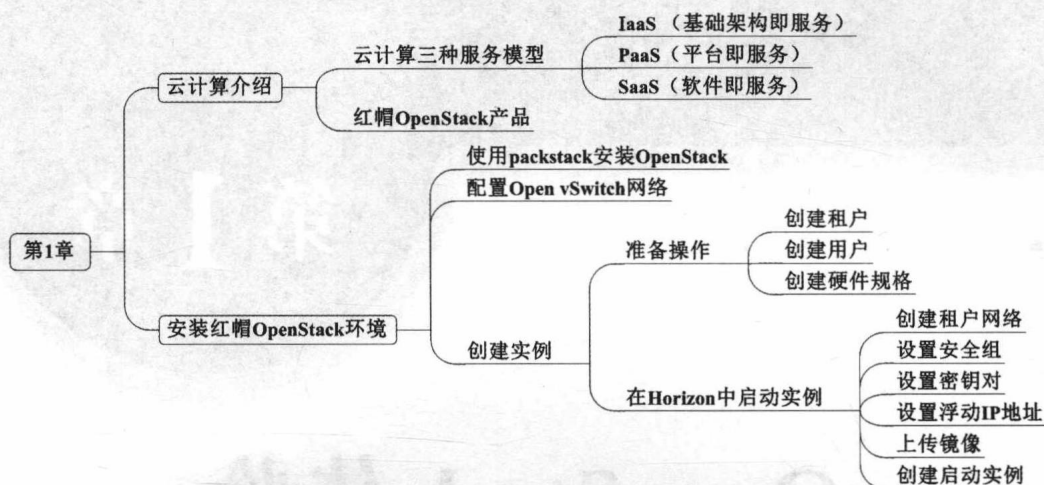 第1章
云计算介绍
云计算三种服务模型
IaaS（基础架构即服务）
PaaS（平台即服务）
SaaS（软件即服务）
红帽OpenStack产品
安装红帽OpenStack环境
使用packstack安装OpenStack
配置Open vSwitch网络
创建实例
准备操作
创建租户
创建用户
创建硬件规格
在Horizon中启动实例
创建租户网络
设置安全组
设置密钥对
设置浮动IP地址
上传镜像
创建启动实例